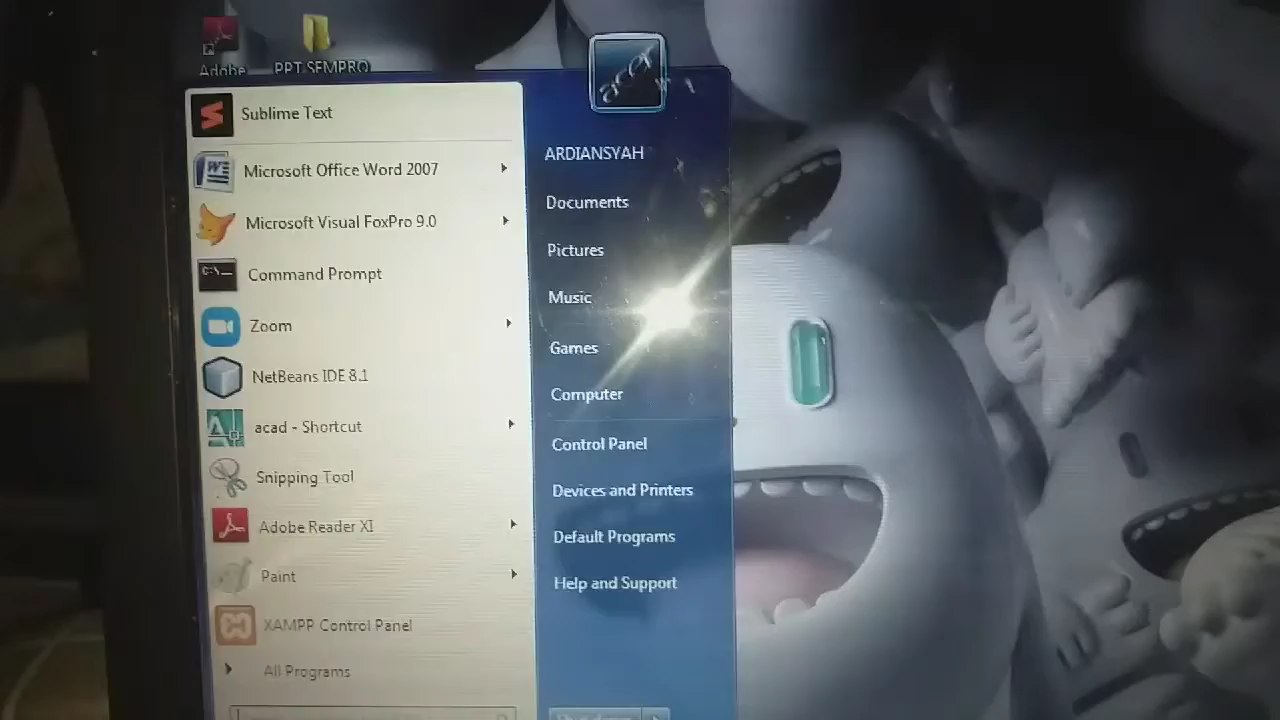 Adobe
PPT SEMPRO
acer
Sublime Text
Microsoft Office Word 2007
Microsoft Visual FoxPro 9.0
C:\_
Command Prompt
Zoom
NetBeans IDE 8.1
acad - Shortcut
Snipping Tool
Adobe Reader XI
Paint
XAMPP Control Panel
All Programs
ARDIANSYAH
Documents
Pictures
Music
Games
Computer
Control Panel
Devices and Printers
Default Programs
Help and Support